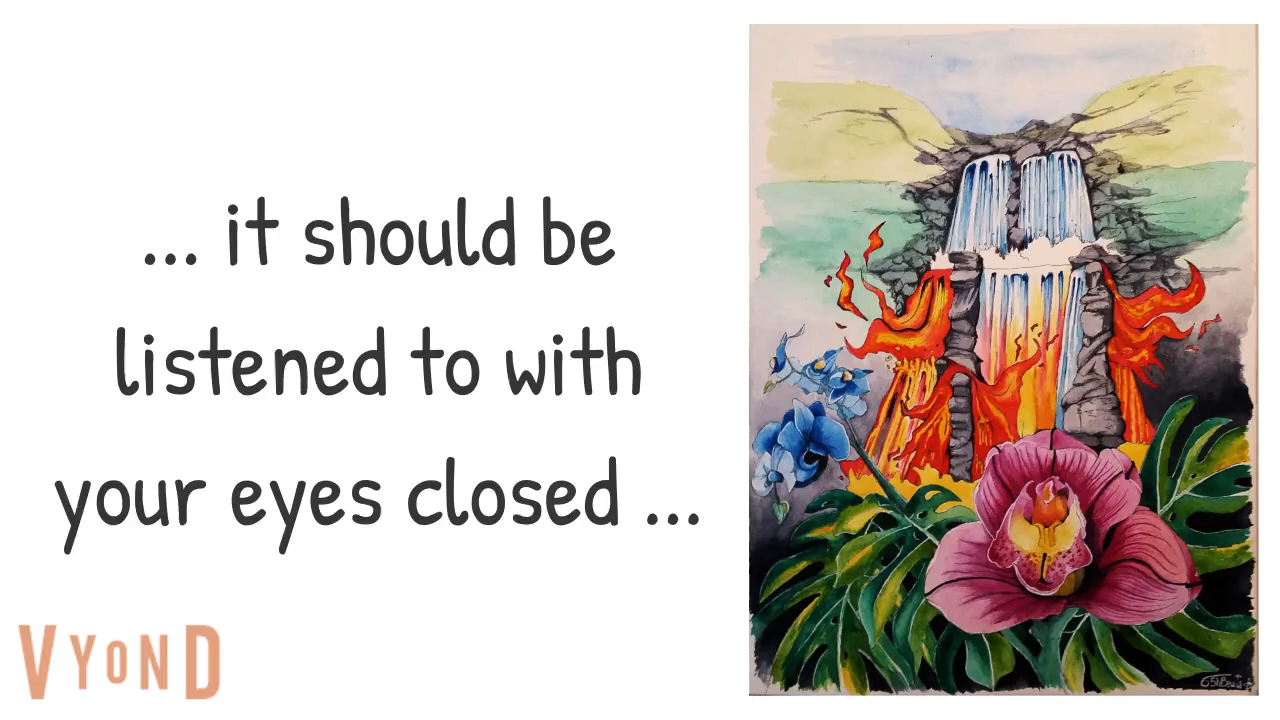 ... it should be
listened to with
your eyes closed ...
VYOND